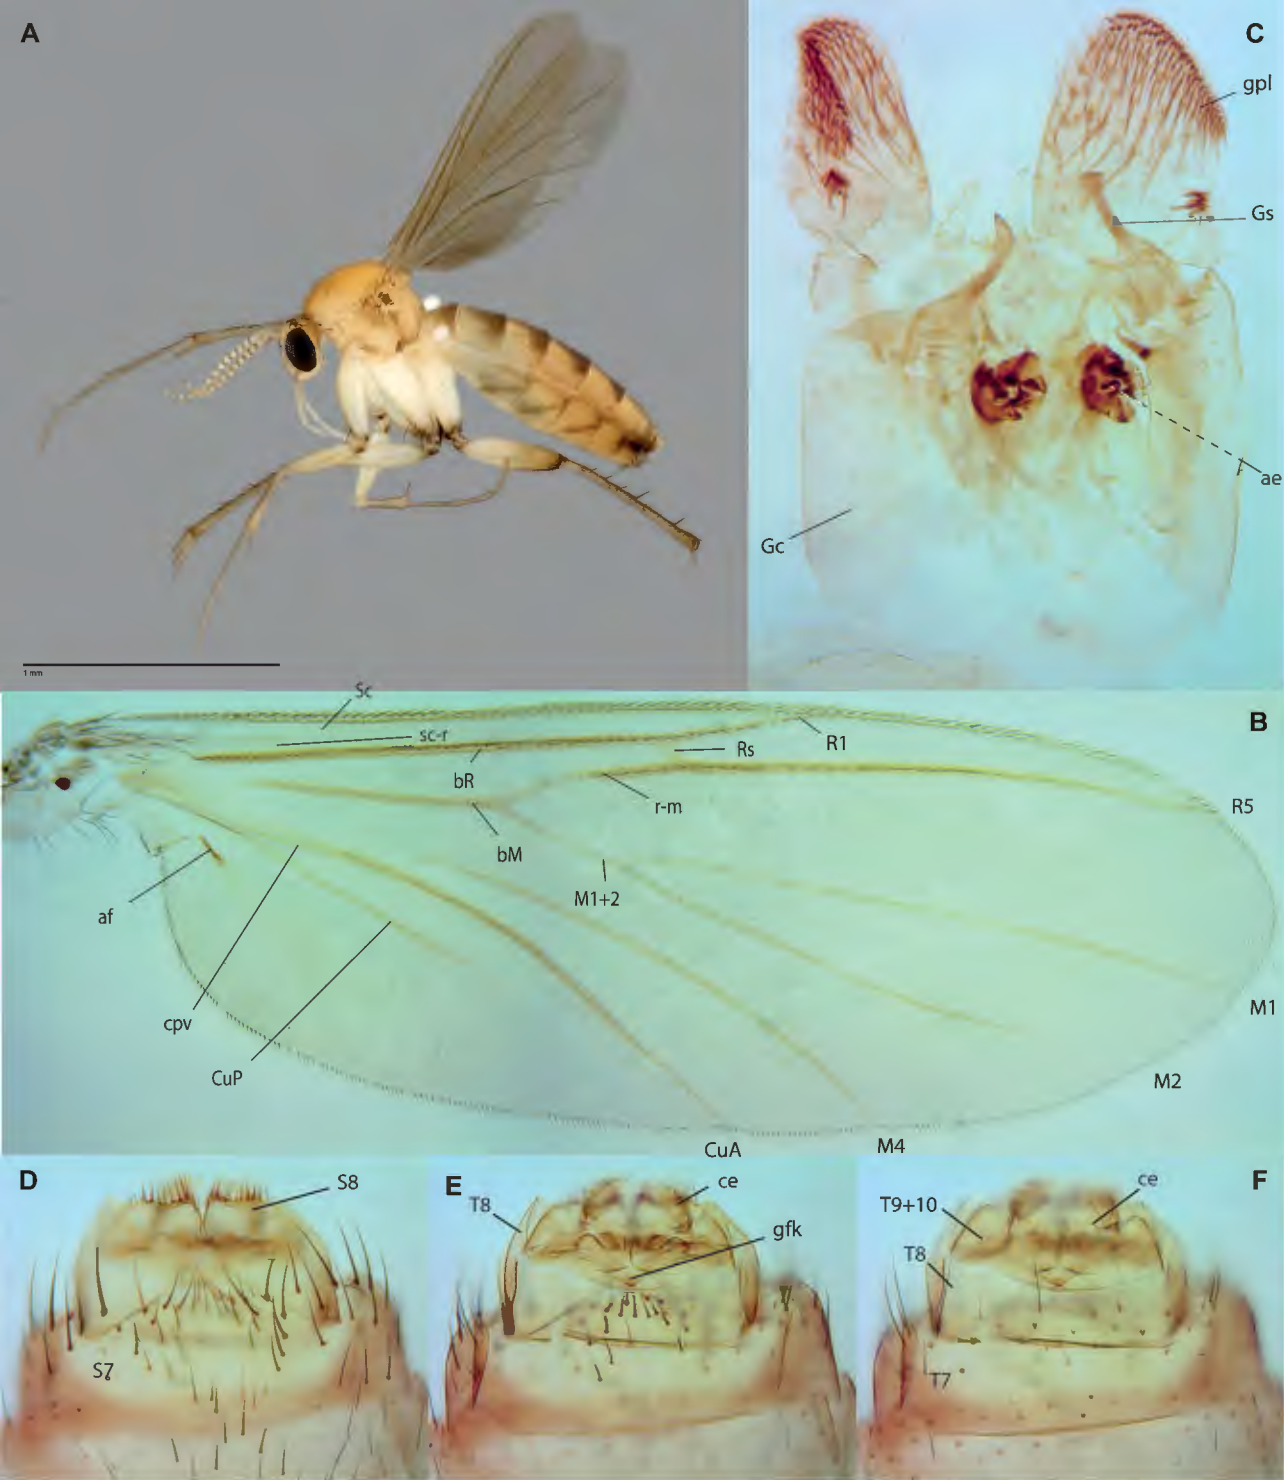 A
C
gpl
Gs
ae
Gc
1 mm
Sc
B
sc-r
Rs
R1
bR
r-m
R5
bM
M1+2
af
M1
cpv
CuP
M2
CuA
M4
D
S8
S7
E
T8
ce
gfk
F
T9+10
ce
T8
T7